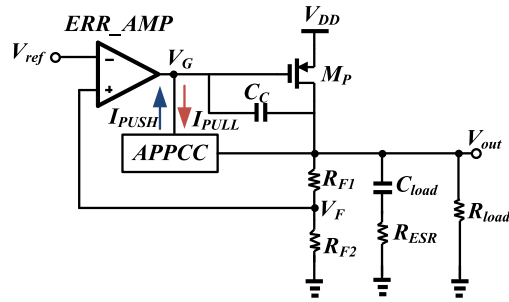 ERR_AMP
V_DD
V_ref
V_G
M_P
C_C
I_PUSH
I_PULL
APPCC
V_out
R_F1
C_load
V_F
R_load
R_F2
R_ESR